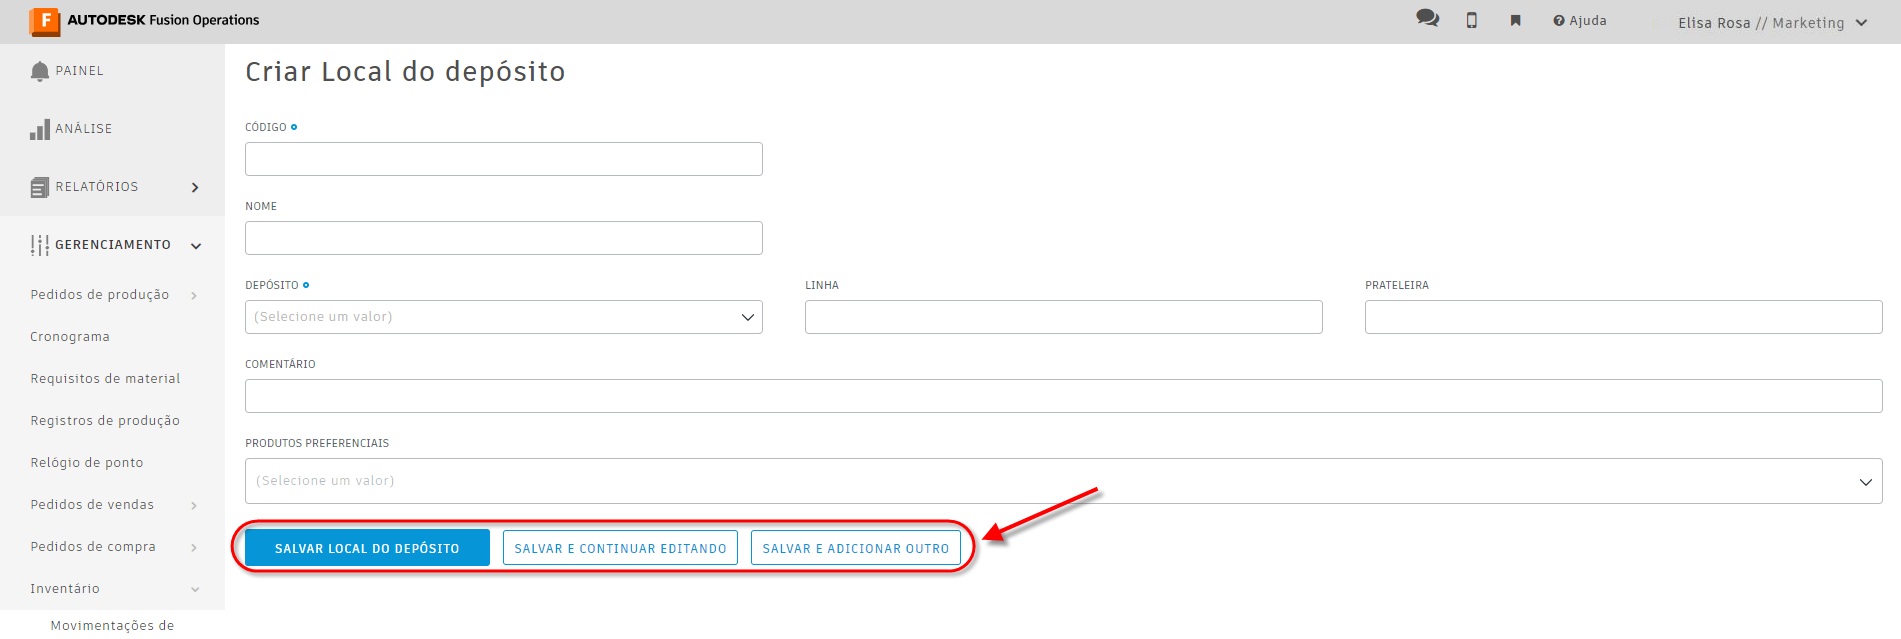 F AUTODESK Fusion Operations
Ajuda
Elisa Rosa // Marketing
PAINEL
ANÁLISE
RELATÓRIOS
GERENCIAMENTO
Pedidos de produção
Cronograma
Requisitos de material
Registros de produção
Relógio de ponto
Pedidos de vendas
Pedidos de compra
Inventário
Movimentações de
Criar Local do depósito
CÓDIGO
NOME
DEPÓSITO
(Selecione um valor)
LINHA
PRATELEIRA
COMENTÁRIO
PRODUTOS PREFERENCIAIS
(Selecione um valor)
SALVAR LOCAL DO DEPÓSITO
SALVAR E CONTINUAR EDITANDO
SALVAR E ADICIONAR OUTRO